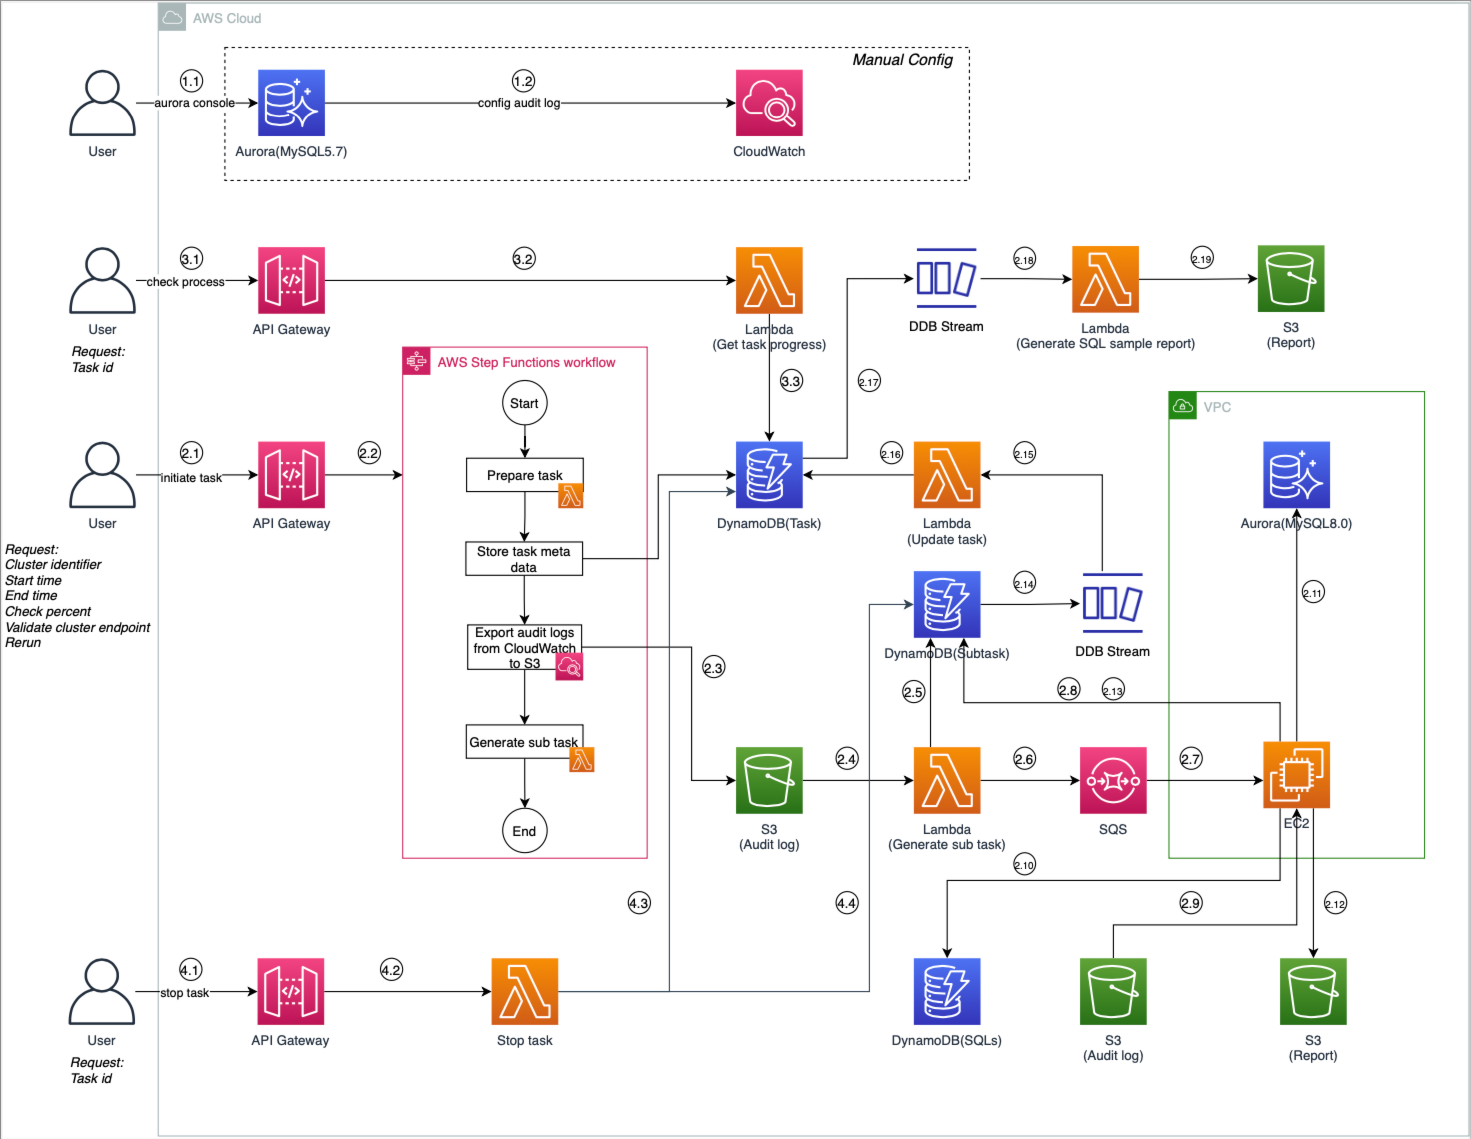 AWS Cloud
Manual Config
1.1
aurora console
1.2
config audit log
User
Aurora(MySQL5.7)
CloudWatch
3.1
check process
3.2
2.18
2.19
User
API Gateway
Lambda
(Get task progress)
DDB Stream
Lambda
(Generate SQL sample report)
S3
(Report)
Request:
Task id
AWS Step Functions workflow
3.3
2.17
Start
VPC
2.1
initiate task
2.2
Prepare task
2.16
2.15
User
API Gateway
DynamoDB(Task)
Lambda
(Update task)
Aurora(MySQL8.0)
Request:
Cluster identifier
Start time
End time
Check percent
Validate cluster endpoint
Rerun
Store task meta
data
2.14
2.11
Export audit logs
from CloudWatch
to S3
DynamoDB(Subtask)
DDB Stream
2.3
2.5
2.8
2.13
Generate sub task
2.4
2.6
2.7
End
S3
(Audit log)
Lambda
(Generate sub task)
SQS
EC2
2.10
4.3
4.4
2.9
2.12
4.1
stop task
4.2
User
API Gateway
Stop task
DynamoDB(SQLs)
S3
(Audit log)
S3
(Report)
Request:
Task id